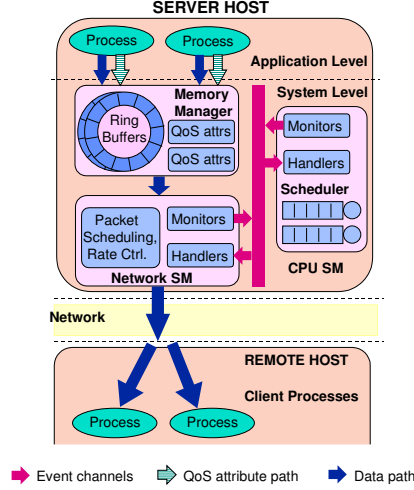 SERVER HOST
Process
Process
Application Level
Memory
Manager
System Level
Ring
Buffers
QoS attrs
QoS attrs
Monitors
Handlers
Scheduler
Packet
Scheduling,
Rate Ctrl.
Monitors
Handlers
Network SM
CPU SM
Network
REMOTE HOST
Client Processes
Process
Process
Event channels
QoS attribute path
Data path